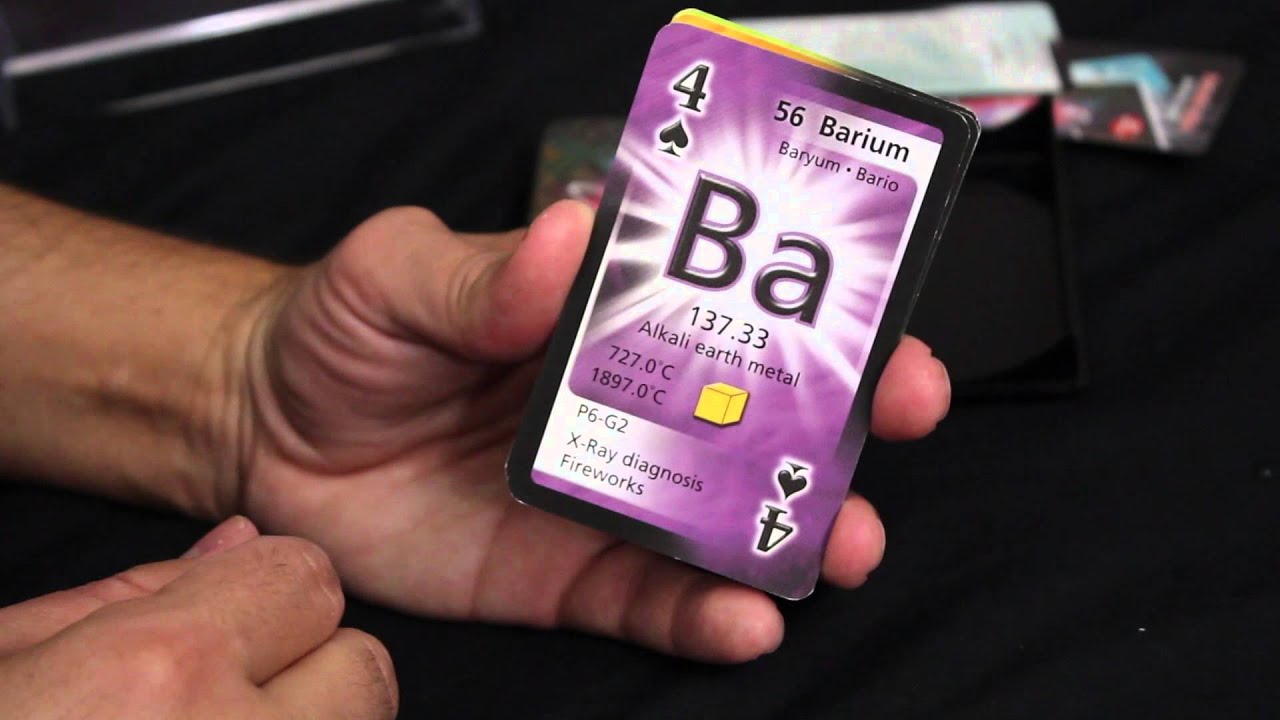 4
56 Barium
Baryum • Bario
Ba
137.33
Alkali earth metal
727.0°C
1897.0°C
P6-G2
X-Ray diagnosis
Fireworks
4